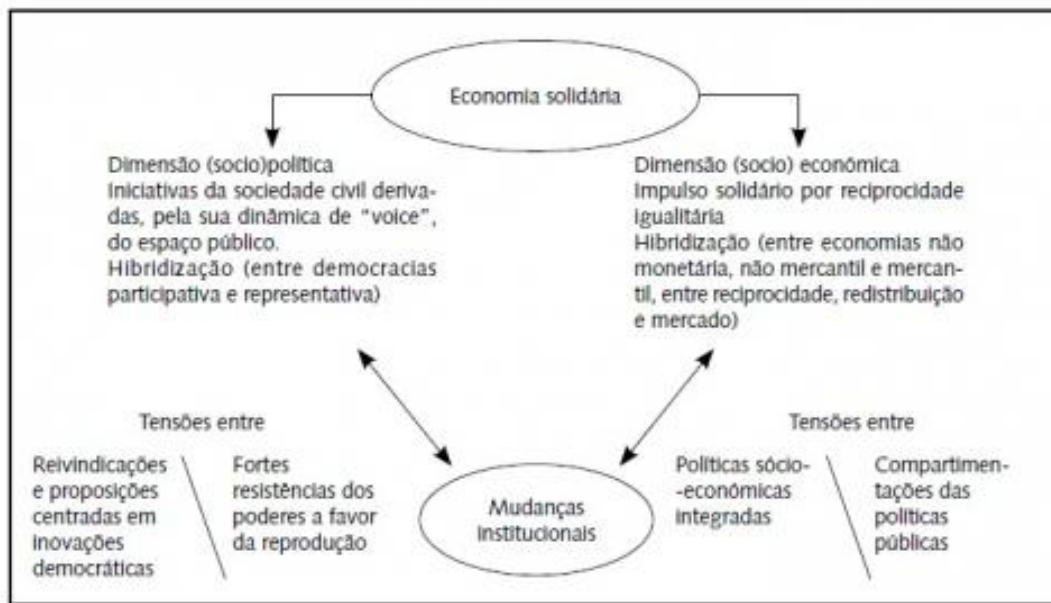 Economia solidária
Dimensão (socio)política
Iniciativas da sociedade civil deriva-
das, pela sua dinâmica de “voice”,
do espaço público.
Hibridização (entre democracias
participativa e representativa)
Dimensão (socio) econômica
Impulso solidário por reciprocidade
igualitária
Hibridização (entre economias não
monetária, não mercantil e mercan-
til, entre reciprocidade, redistribuição
e mercado)
Tensões entre
Reivindicações
e proposições
centradas em
inovações
democráticas
Fortes
resistências dos
poderes a favor
da reprodução
Mudanças
institucionais
Tensões entre
Políticas sócio-
-econômicas
integradas
Compartimen-
tações das
políticas
públicas